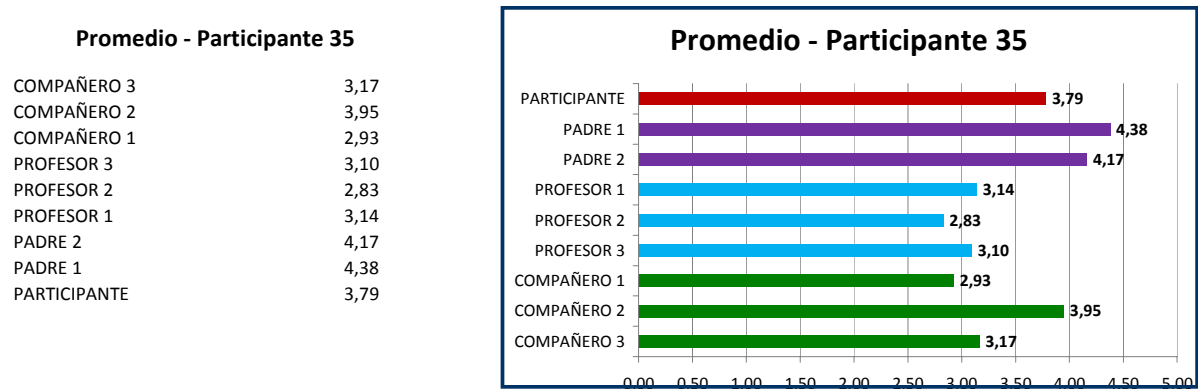 Promedio - Participante 35
COMPAÑERO 3 3,17
COMPAÑERO 2 3,95
COMPAÑERO 1 2,93
PROFESOR 3 3,10
PROFESOR 2 2,83
PROFESOR 1 3,14
PADRE 2 4,17
PADRE 1 4,38
PARTICIPANTE 3,79
Promedio - Participante 35
PARTICIPANTE 3,79
PADRE 1 4,38
PADRE 2 4,17
PROFESOR 1 3,14
PROFESOR 2 2,83
PROFESOR 3 3,10
COMPAÑERO 1 2,93
COMPAÑERO 2 3,95
COMPAÑERO 3 3,17
0,00 0,50 1,00 1,50 2,00 2,50 3,00 3,50 4,00 4,50 5,00